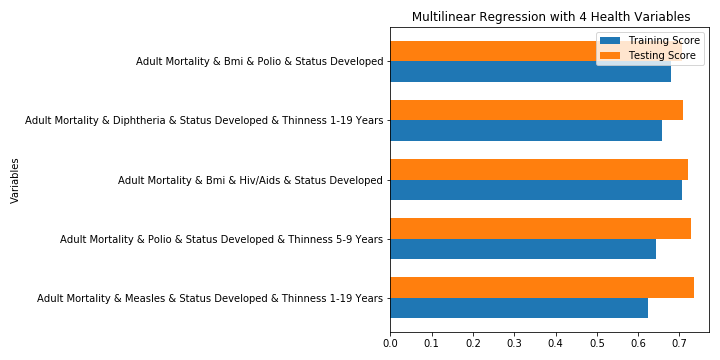 Multilinear Regression with 4 Health Variables
Training Score
Testing Score
Adult Mortality & Bmi & Polio & Status Developed
Adult Mortality & Diphtheria & Status Developed & Thinness 1-19 Years
Variables
Adult Mortality & Bmi & Hiv/Aids & Status Developed
Adult Mortality & Polio & Status Developed & Thinness 5-9 Years
Adult Mortality & Measles & Status Developed & Thinness 1-19 Years
0.0 0.1 0.2 0.3 0.4 0.5 0.6 0.7